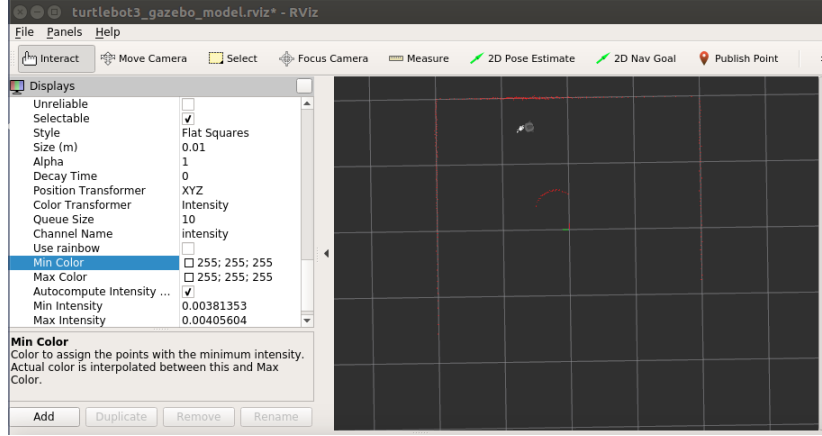 turtlebot3_gazebo_model.rviz* - RViz
File Panels Help
Interact Move Camera Select Focus Camera Measure 2D Pose Estimate 2D Nav Goal Publish Point
Displays
Unreliable
Selectable
Style Flat Squares
Size (m) 0.01
Alpha 1
Decay Time 0
Position Transformer XYZ
Color Transformer Intensity
Queue Size 10
Channel Name intensity
Use rainbow
Min Color 255; 255; 255
Max Color 255; 255; 255
Autocompute Intensity ...
Min Intensity 0.00381353
Max Intensity 0.00405604
Min Color
Color to assign the points with the minimum intensity.
Actual color is interpolated between this and Max
Color.
Add Duplicate Remove Rename